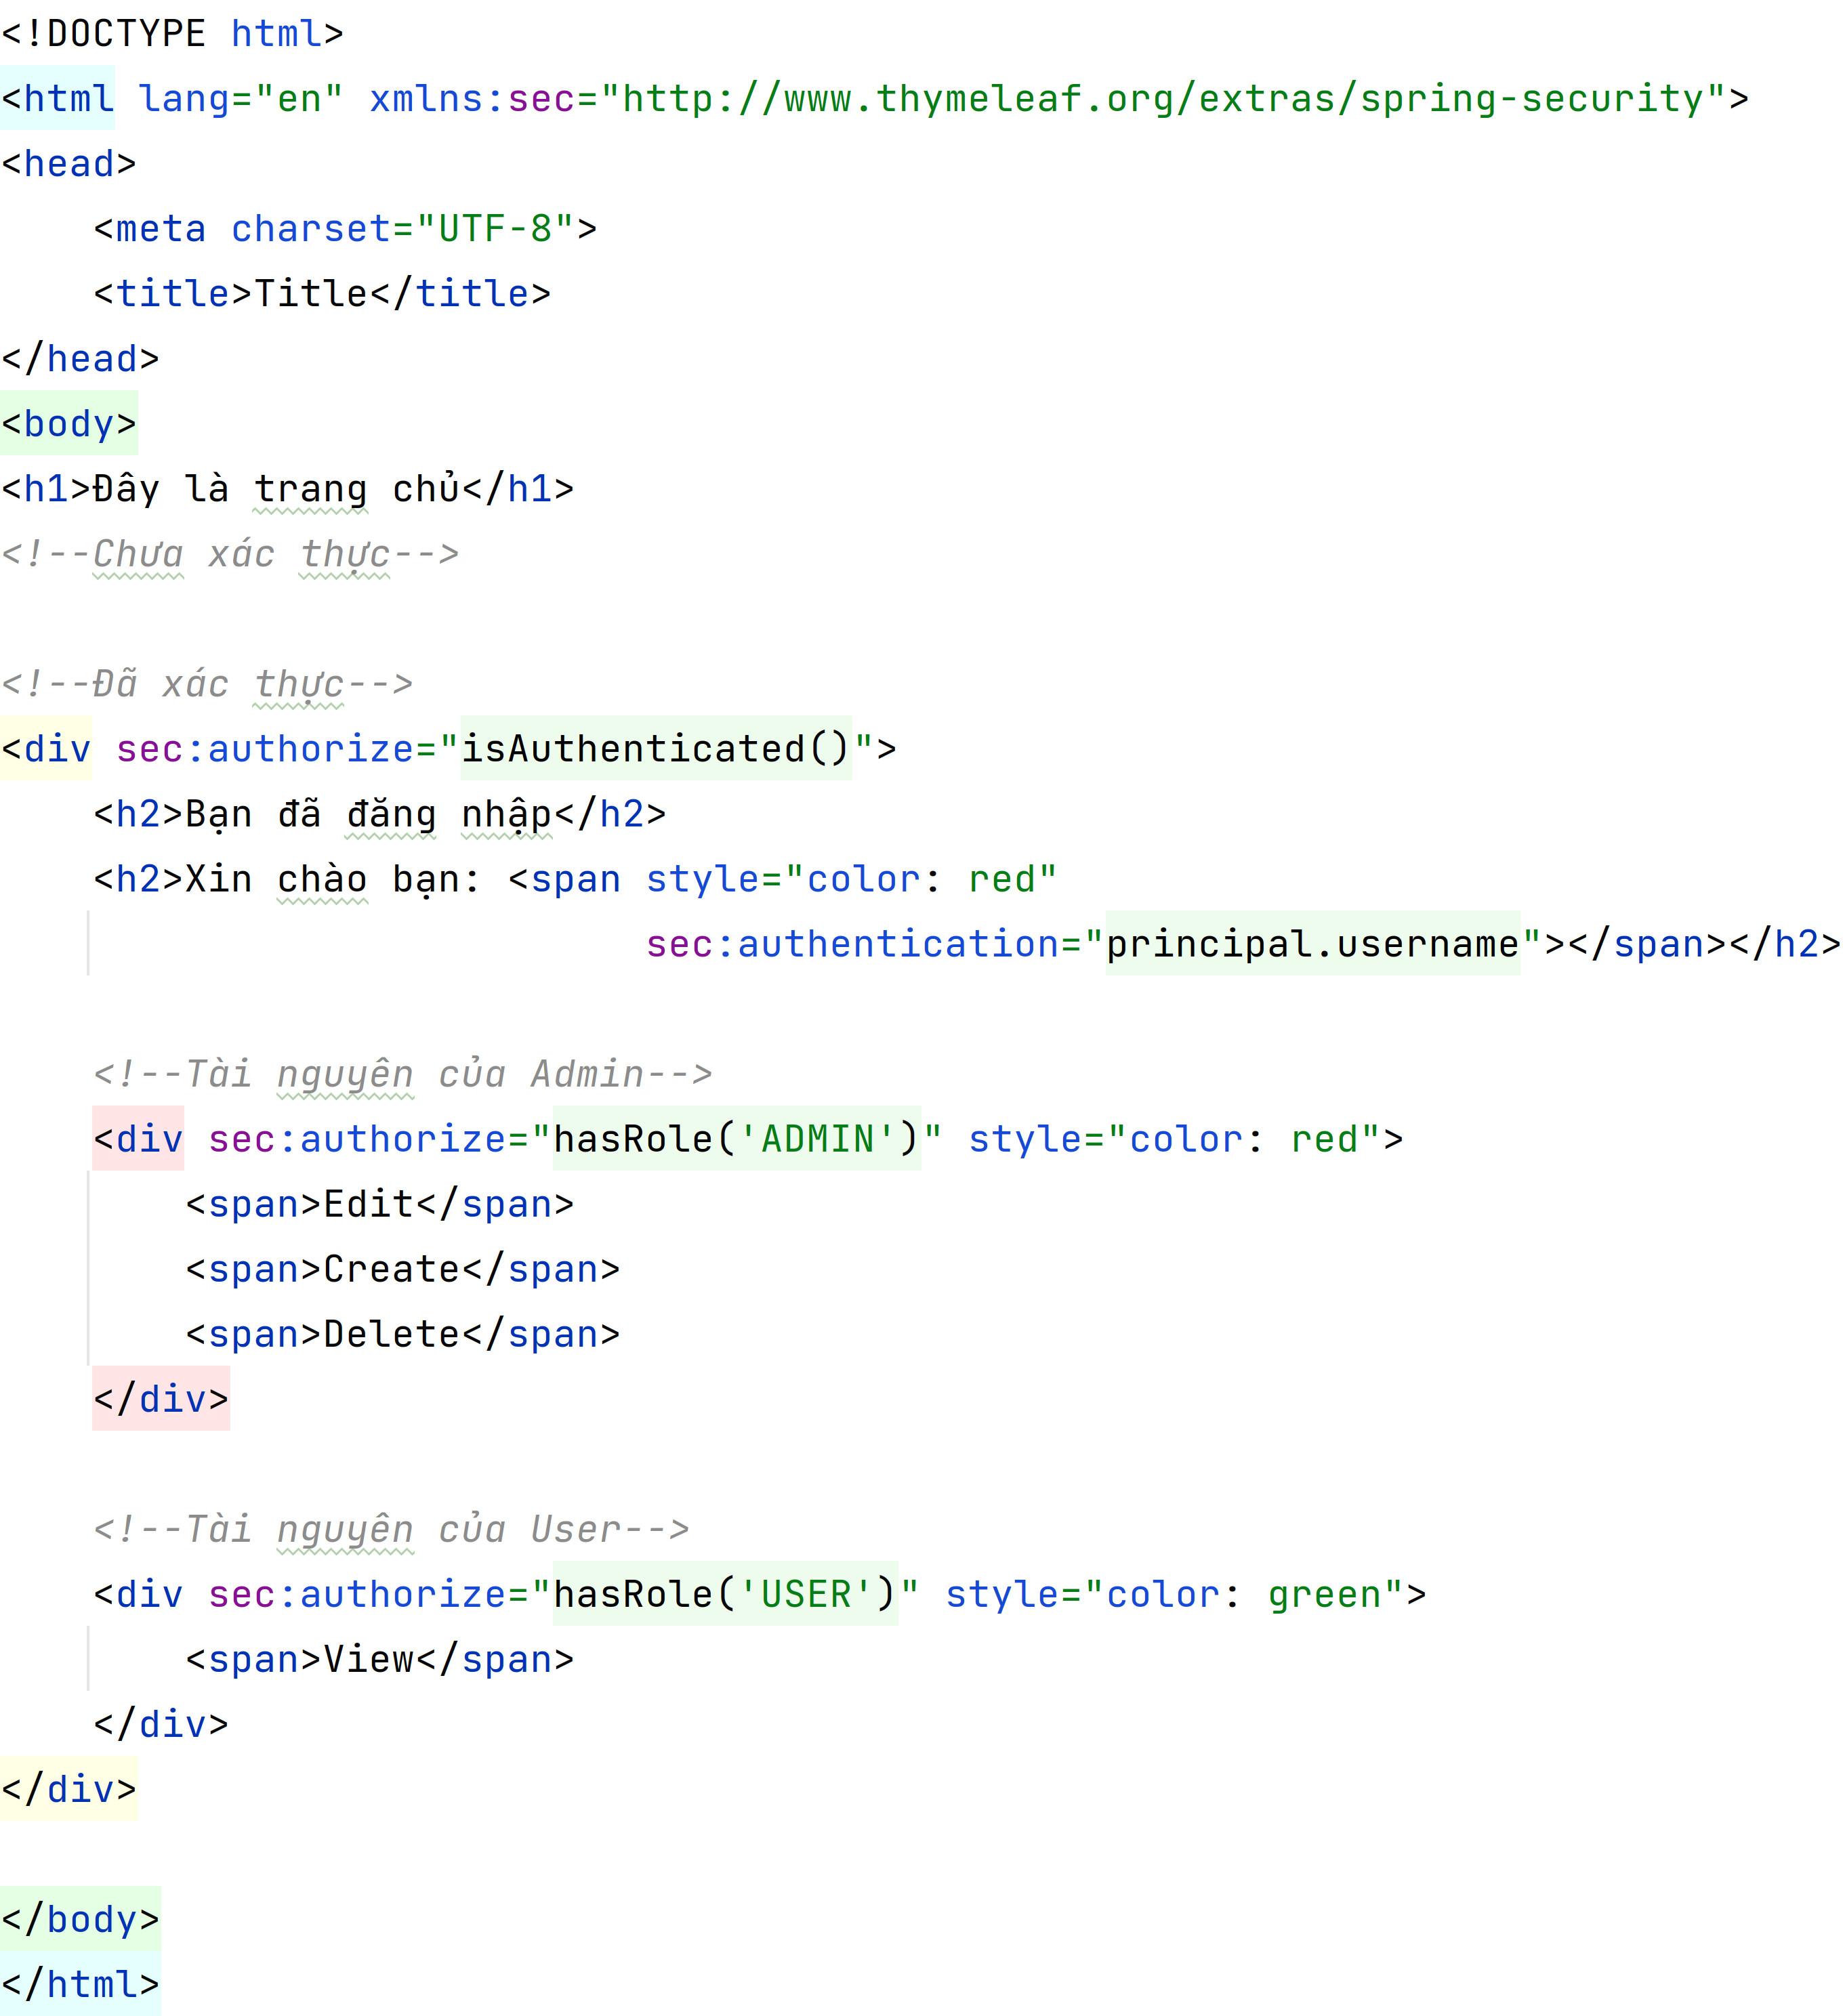 <!DOCTYPE html>
<html lang="en" xmlns:sec="http://www.thymeleaf.org/extras/spring-security">
<head>
    <meta charset="UTF-8">
    <title>Title</title>
</head>
<body>
<h1>Đây là trang chủ</h1>
<!--Chưa xác thực-->

<!--Đã xác thực-->
<div sec:authorize="isAuthenticated()">
    <h2>Bạn đã đăng nhập</h2>
    <h2>Xin chào bạn: <span style="color: red"
                            sec:authentication="principal.username"></span></h2>

    <!--Tài nguyên của Admin-->
    <div sec:authorize="hasRole('ADMIN')" style="color: red">
        <span>Edit</span>
        <span>Create</span>
        <span>Delete</span>
    </div>

    <!--Tài nguyên của User-->
    <div sec:authorize="hasRole('USER')" style="color: green">
        <span>View</span>
    </div>
</div>

</body>
</html>